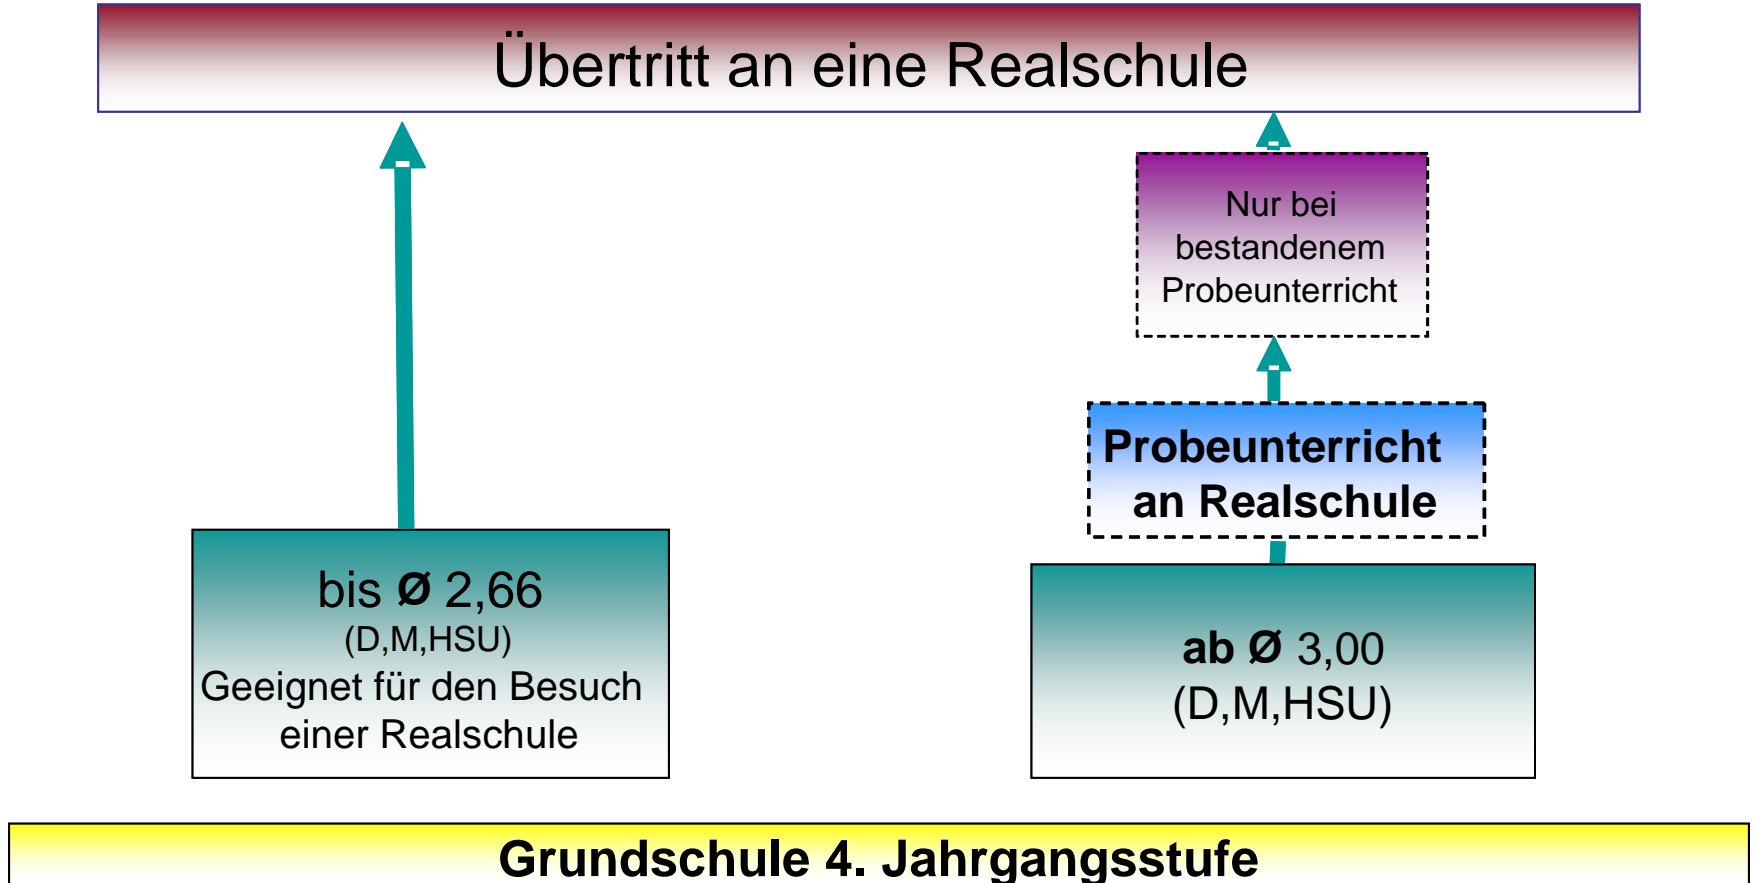 Übertritt an eine Realschule
Nur bei
bestandenem
Probeunterricht
Probeunterricht
an Realschule
bis Ø 2,66
(D,M,HSU)
Geeignet für den Besuch
einer Realschule
ab Ø 3,00
(D,M,HSU)
Grundschule 4. Jahrgangsstufe